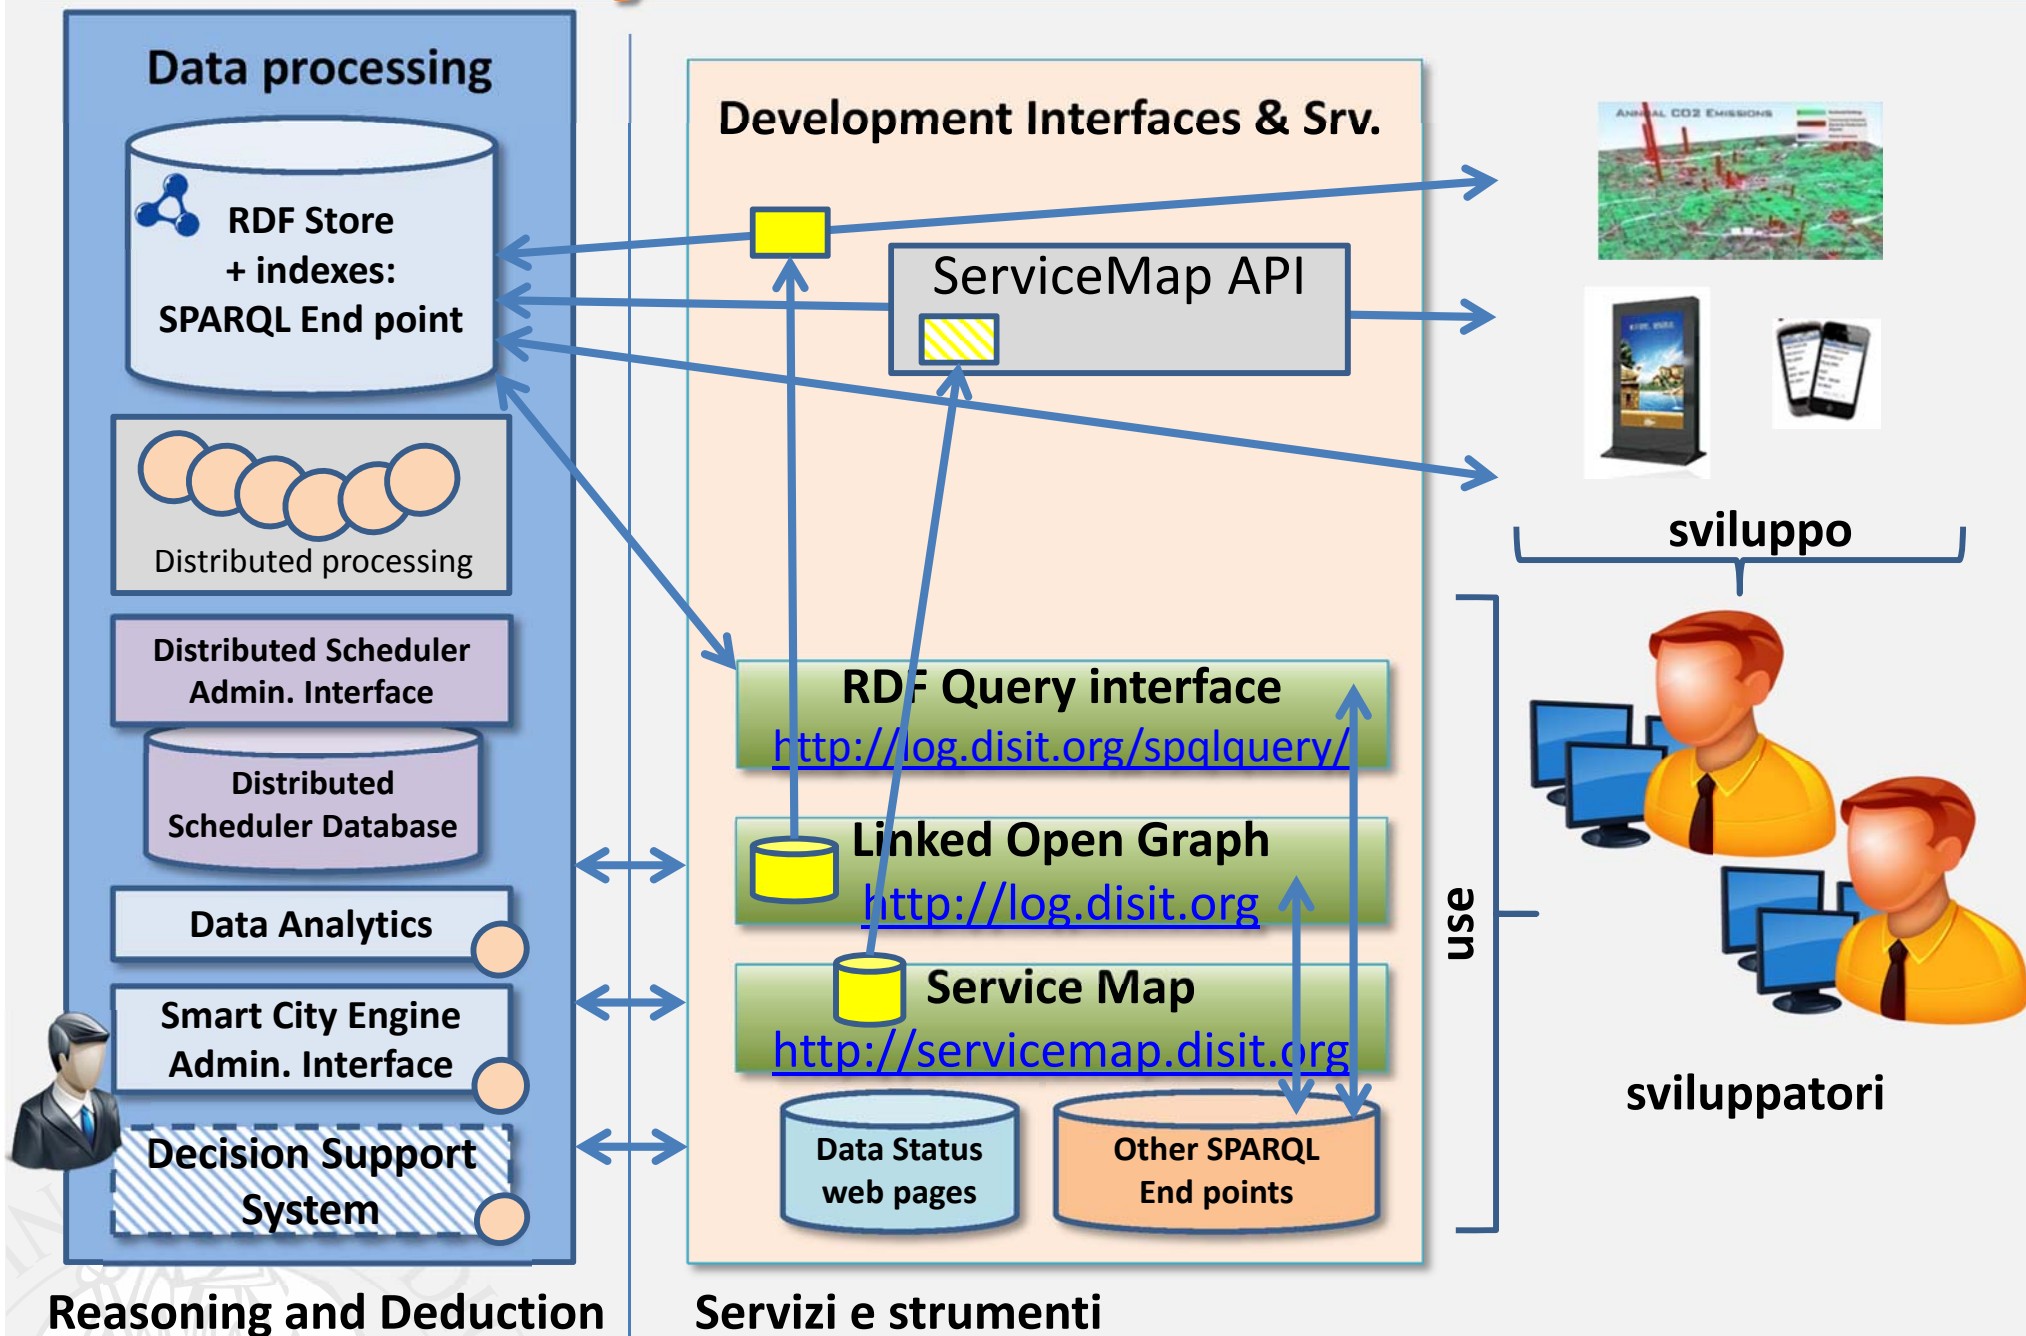 Data processing
RDF Store
+ indexes:
SPARQL End point
Distributed processing
Distributed Scheduler
Admin. Interface
Distributed
Scheduler Database
Data Analytics
Smart City Engine
Admin. Interface
Decision Support
System
Reasoning and Deduction
Development Interfaces & Srv.
ServiceMap API
RDF Query interface
http://log.disit.org/spqlquery/
Linked Open Graph
http://log.disit.org
Service Map
http://servicemap.disit.org
Data Status
web pages
Other SPARQL
End points
Servizi e strumenti
ANNUAL CO2 EMISSIONS
sviluppo
use
sviluppatori